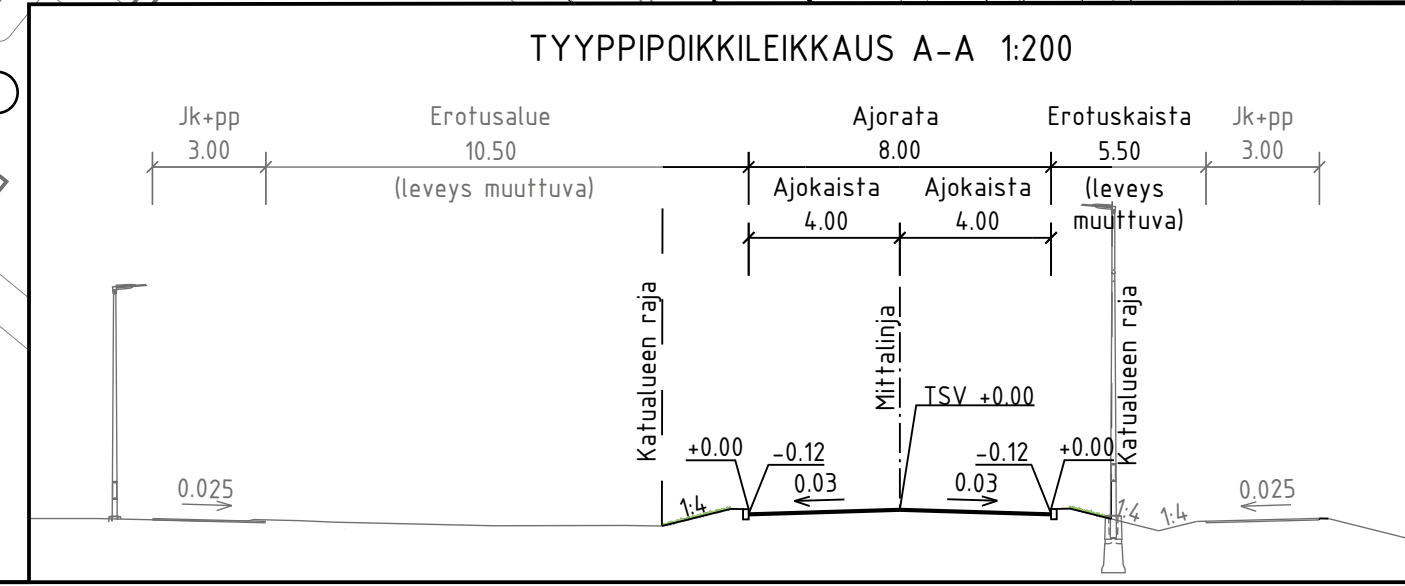 TYYPPIPOIKKILEIKKAUS A-A 1:200
Jk+pp Erotusalue Ajorata Erotuskaista Jk+pp
3.00 10.50 8.00 5.50 3.00
(leveys muuttuva) Ajokaista Ajokaista (leveys
4.00 4.00 muuttuva)
Katualueen raja
Mittalinja
Katualueen raja
TSV +0.00
+0.00 -0.12 -0.12 +0.00
0.025 0.03 0.03 0.025
1:4 1:4 1:4